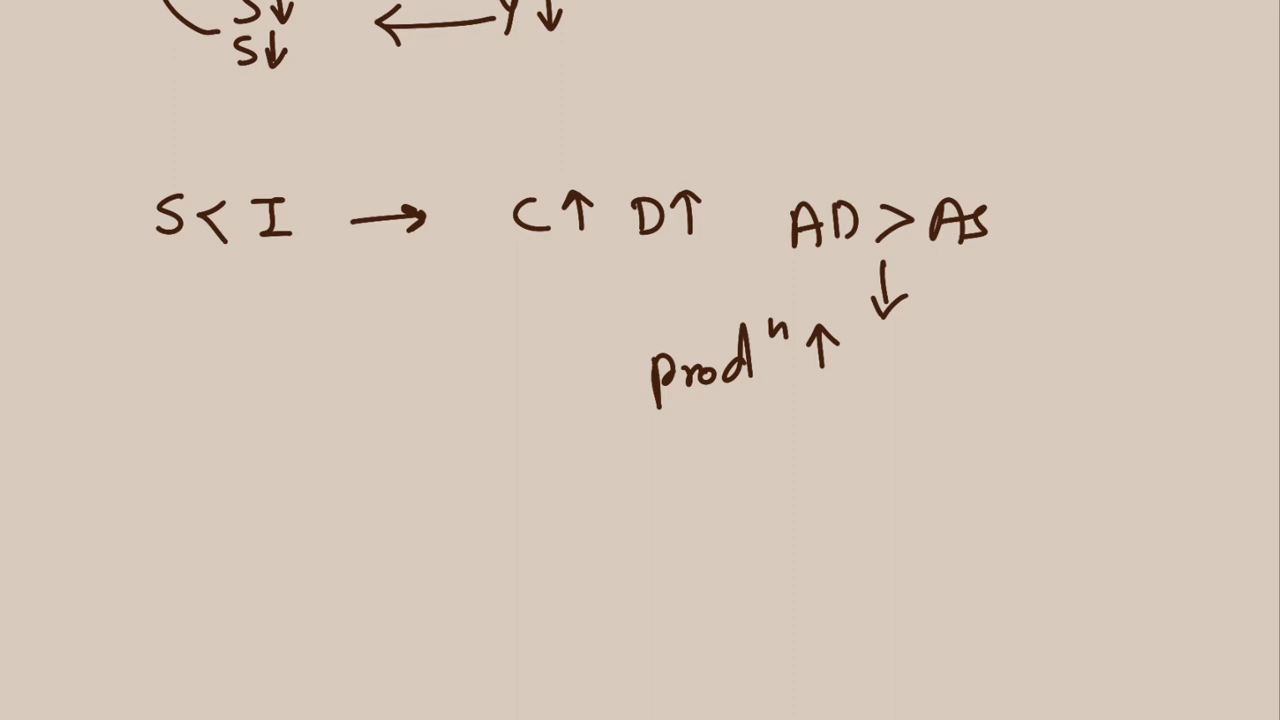 S↓ ← Y↓
S↓
S < I → C↑ D↑ AD > AS
↓
prodⁿ ↑